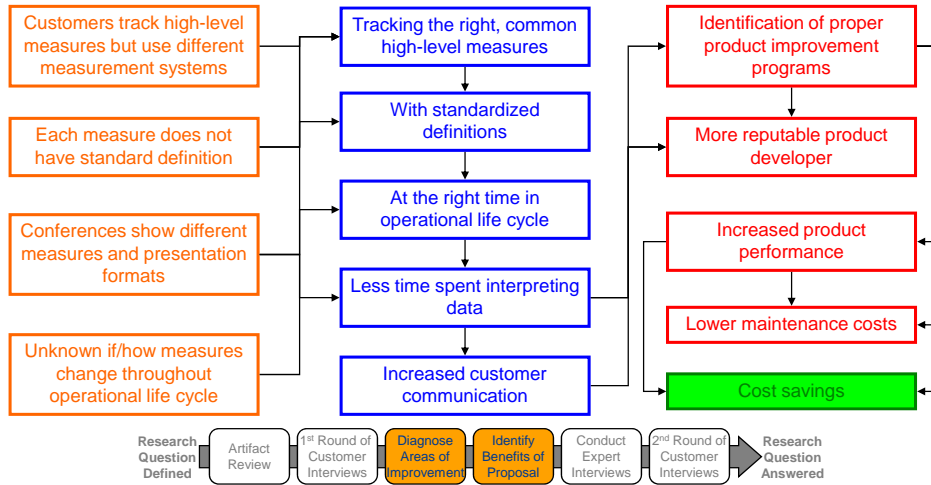 Customers track high-level
measures but use different
measurement systems
Each measure does not
have standard definition
Conferences show different
measures and presentation
formats
Unknown if/how measures
change throughout
operational life cycle
Tracking the right, common
high-level measures
With standardized
definitions
At the right time in
operational life cycle
Less time spent interpreting
data
Increased customer
communication
Identification of proper
product improvement
programs
More reputable product
developer
Increased product
performance
Lower maintenance costs
Cost savings
Research
Question
Defined
Artifact
Review
1st Round of
Customer
Interviews
Diagnose
Areas of
Improvement
Identify
Benefits of
Proposal
Conduct
Expert
Interviews
2nd Round of
Customer
Interviews
Research
Question
Answered